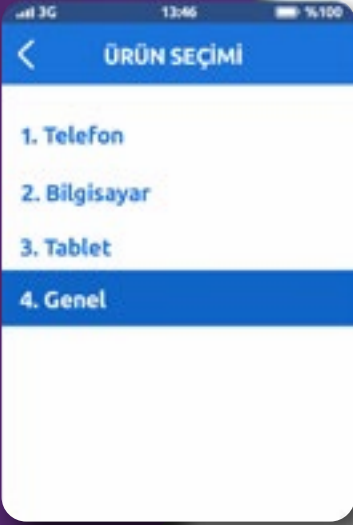 3G 13:46 %100
ÜRÜN SEÇİMİ
1. Telefon
2. Bilgisayar
3. Tablet
4. Genel